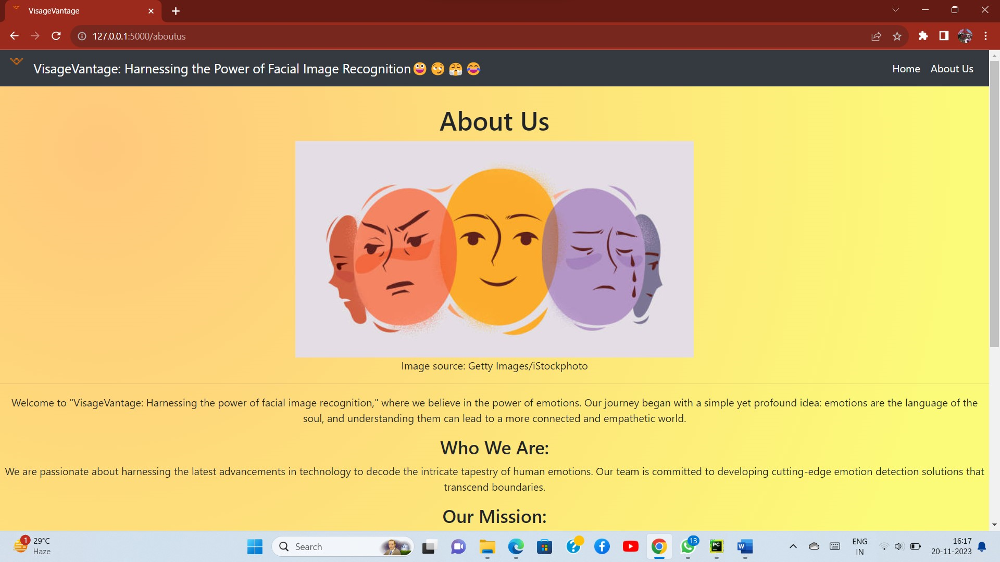 VisageVantage
127.0.0.1:5000/aboutus
VisageVantage: Harnessing the Power of Facial Image Recognition
Home About Us
About Us
Image source: Getty Images/iStockphoto
Welcome to "VisageVantage: Harnessing the power of facial image recognition," where we believe in the power of emotions. Our journey began with a simple yet profound idea: emotions are the language of the
soul, and understanding them can lead to a more connected and empathetic world.
Who We Are:
We are passionate about harnessing the latest advancements in technology to decode the intricate tapestry of human emotions. Our team is committed to developing cutting-edge emotion detection solutions that
transcend boundaries.
Our Mission:
1
29°C
Haze
Search
13
PC
W
ENG
IN
16:17
20-11-2023